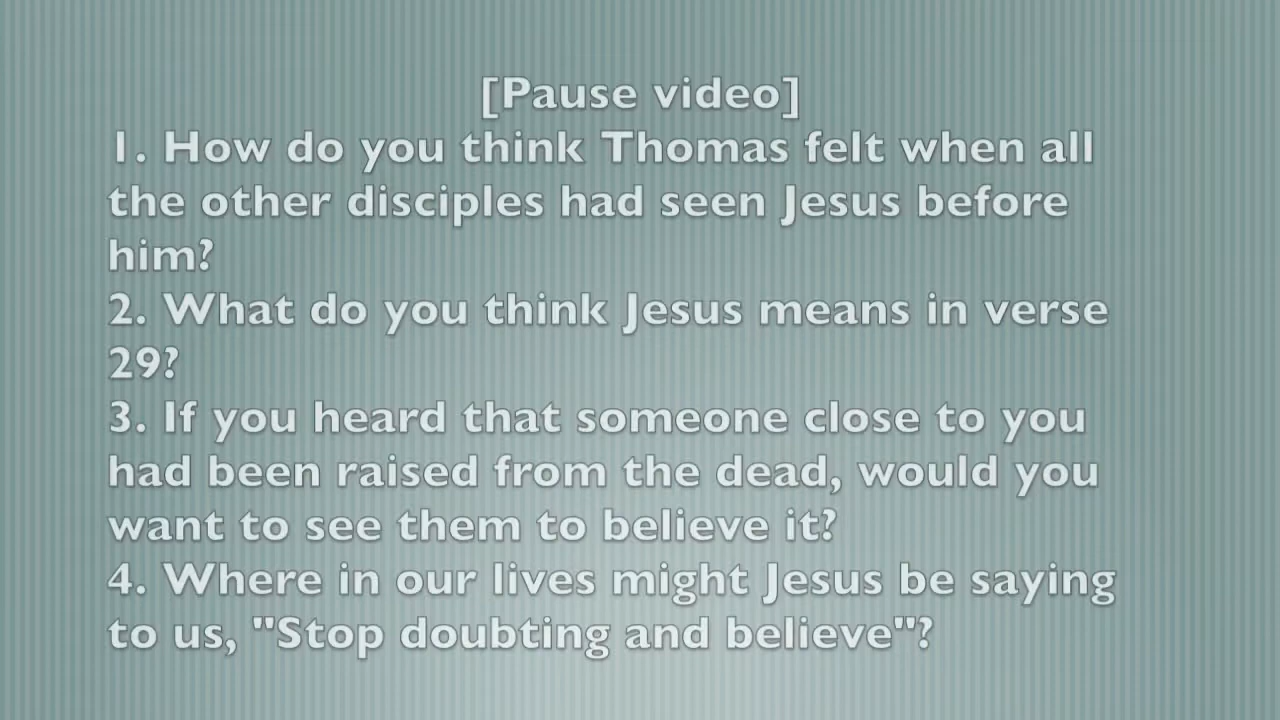 [Pause video]
1. How do you think Thomas felt when all
the other disciples had seen Jesus before
him?
2. What do you think Jesus means in verse
29?
3. If you heard that someone close to you
had been raised from the dead, would you
want to see them to believe it?
4. Where in our lives might Jesus be saying
to us, "Stop doubting and believe"?